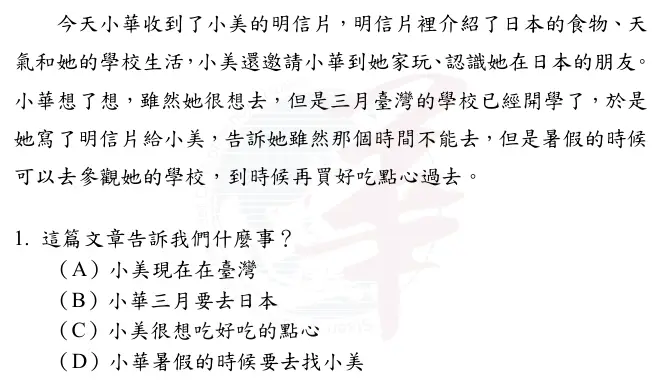 今天小華收到了小美的明信片，明信片裡介紹了日本的食物、天
氣和她的學校生活，小美還邀請小華到她家玩、認識她在日本的朋友。
小華想了想，雖然她很想去，但是三月臺灣的學校已經開學了，於是
她寫了明信片給小美，告訴她雖然那個時間不能去，但是暑假的時候
可以去參觀她的學校，到時候再買好吃點心過去。
1. 這篇文章告訴我們什麼事？
（A）小美現在在臺灣
（B）小華三月要去日本
（C）小美很想吃好吃的點心
（D）小華暑假的時候要去找小美